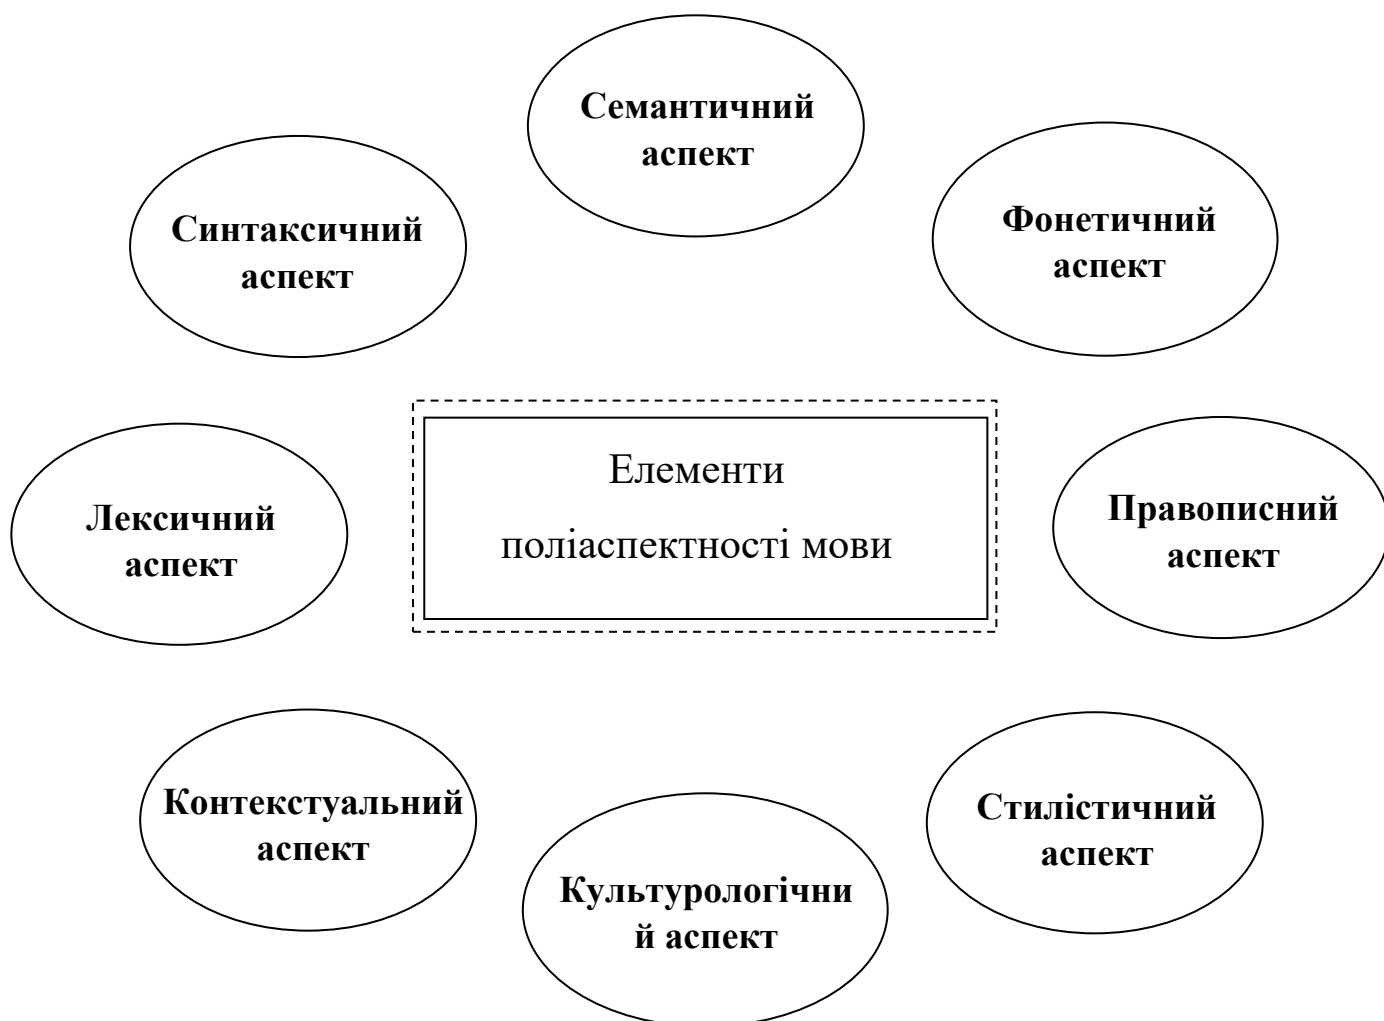 Семантичний
аспект
Синтаксичний
аспект
Фонетичний
аспект
Елементи
поліаспектності мови
Лексичний
аспект
Правописний
аспект
Контекстуальний
аспект
Стилістичний
аспект
Культурологічни
й аспект